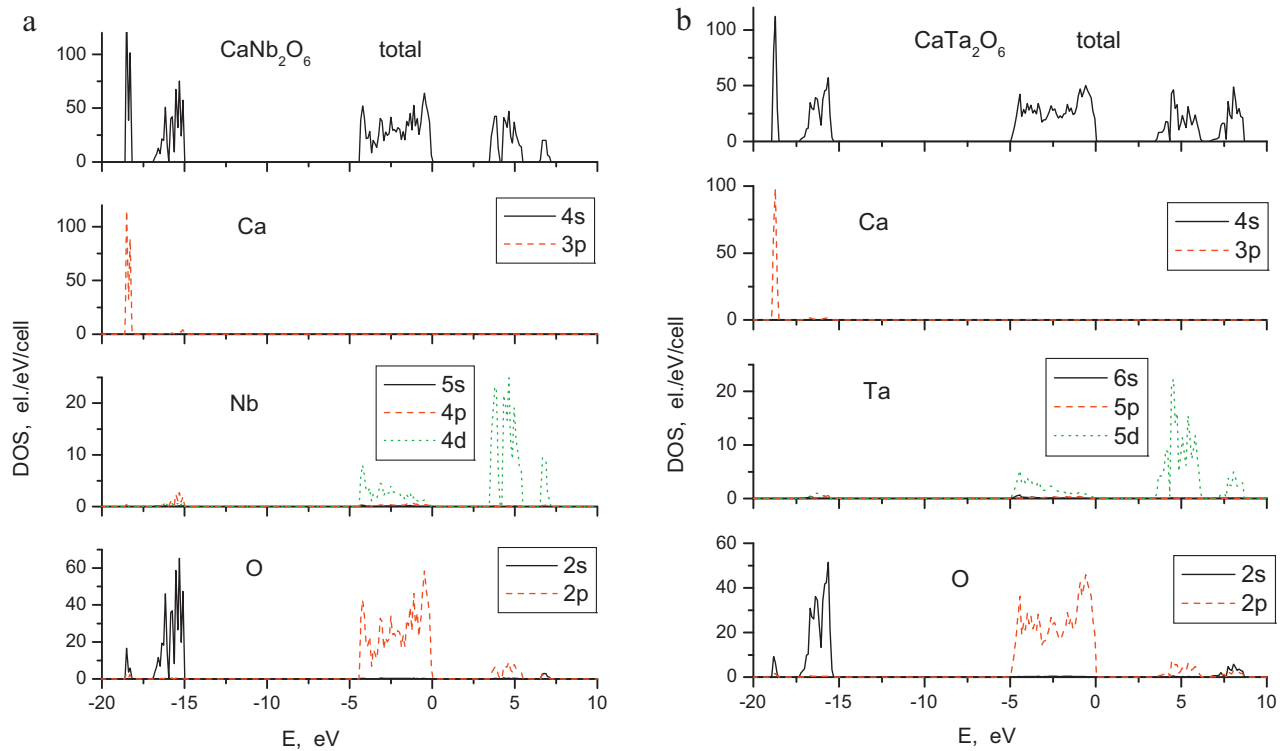 a
CaNb₂O₆ total
100
50
0
Ca
4s
3p
100
50
0
Nb
5s
4p
4d
20
10
0
O
2s
2p
60
40
20
0
-20 -15 -10 -5 0 5 10
E, eV
DOS, el./eV/cell
b
CaTa₂O₆ total
100
50
0
Ca
4s
3p
100
50
0
Ta
6s
5p
5d
20
10
0
O
2s
2p
60
40
20
0
-20 -15 -10 -5 0 5 10
E, eV
DOS, el./eV/cell